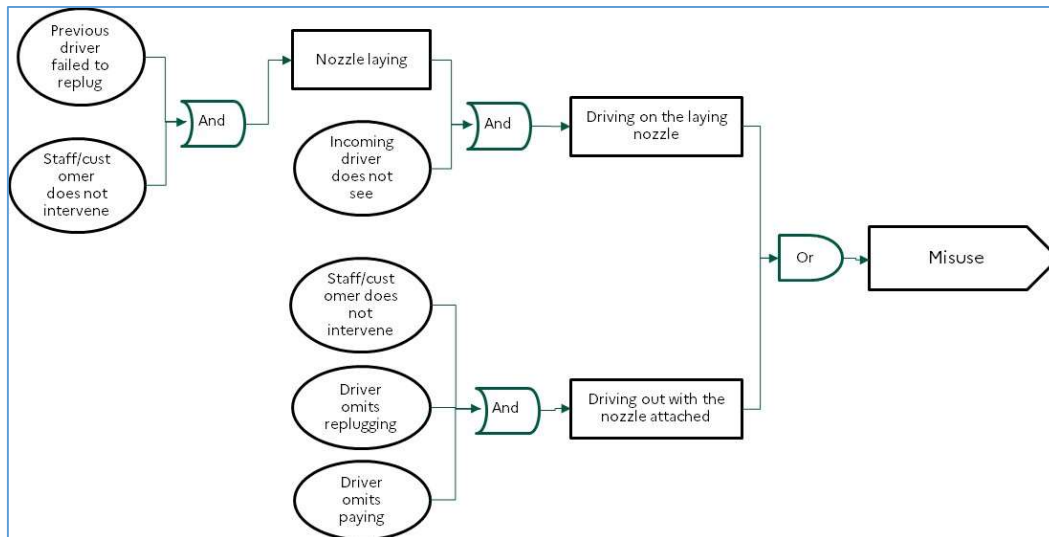 Previous
driver
failed to
replug
And
Staff/cust
omer
does not
intervene
Nozzle laying
Incoming
driver
does not
see
And
Driving on the laying
nozzle
Staff/cust
omer does
not
intervene
Driver
omits
replugging
Driver
omits
paying
And
Driving out with the
nozzle attached
Or
Misuse